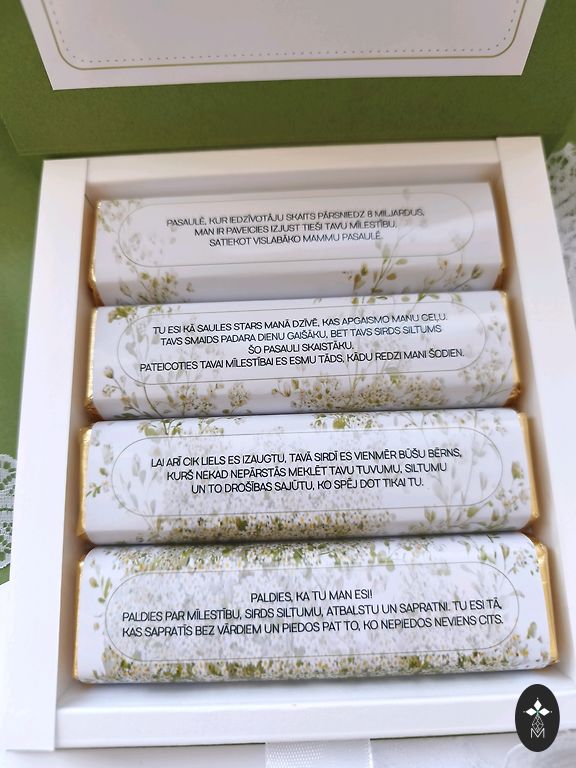 PASAULĒ, KUR IEDZĪVOTĀJU SKAITS PĀRSNIEDZ 8 MILJARDUS,
MAN IR PAVEICIES IZJUST TIEŠI TAVU MĪLESTĪBU,
SATIEKOT VISLABĀKO MAMMU PASAULĒ.
TU ESI KĀ SAULES STARS MANĀ DZĪVĒ, KAS APGAISMO MANU CEĻU.
TAVS SMAIDS PADARA DIENU GAIŠĀKU, BET TAVS SIRDS SILTUMS
ŠO PASAULI SKAISTĀKU.
PATEICOTIES TAVAI MĪLESTĪBAI ES ESMU TĀDS, KĀDU REDZI MANI ŠODIEN.
LAI ARĪ CIK LIELS ES IZAUGTU, TAVĀ SIRDĪ ES VIENMĒR BŪŠU BĒRNS,
KURŠ NEKAD NEPĀRSTĀS MEKLĒT TAVU TUVUMU, SILTUMU
UN TO DROŠĪBAS SAJŪTU, KO SPĒJ DOT TIKAI TU.
PALDIES, KA TU MAN ESI!
PALDIES PAR MĪLESTĪBU, SIRDS SILTUMU, ATBALSTU UN SAPRATNI. TU ESI TĀ,
KAS SAPRATĪS BEZ VĀRDIEM UN PIEDOS PAT TO, KO NEPIEDOS NEVIENS CITS.